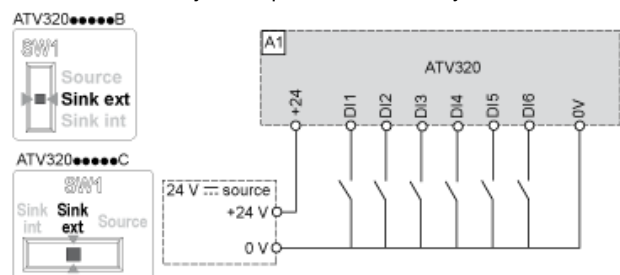 ATV320●●●●●B
SW1
Source
Sink ext
Sink int
A1
ATV320
+24
DI1
DI2
DI3
DI4
DI5
DI6
0V
ATV320●●●●●C
SW1
Sink int
Sink ext
Source
24 V ⎓ source
+24 V
0 V